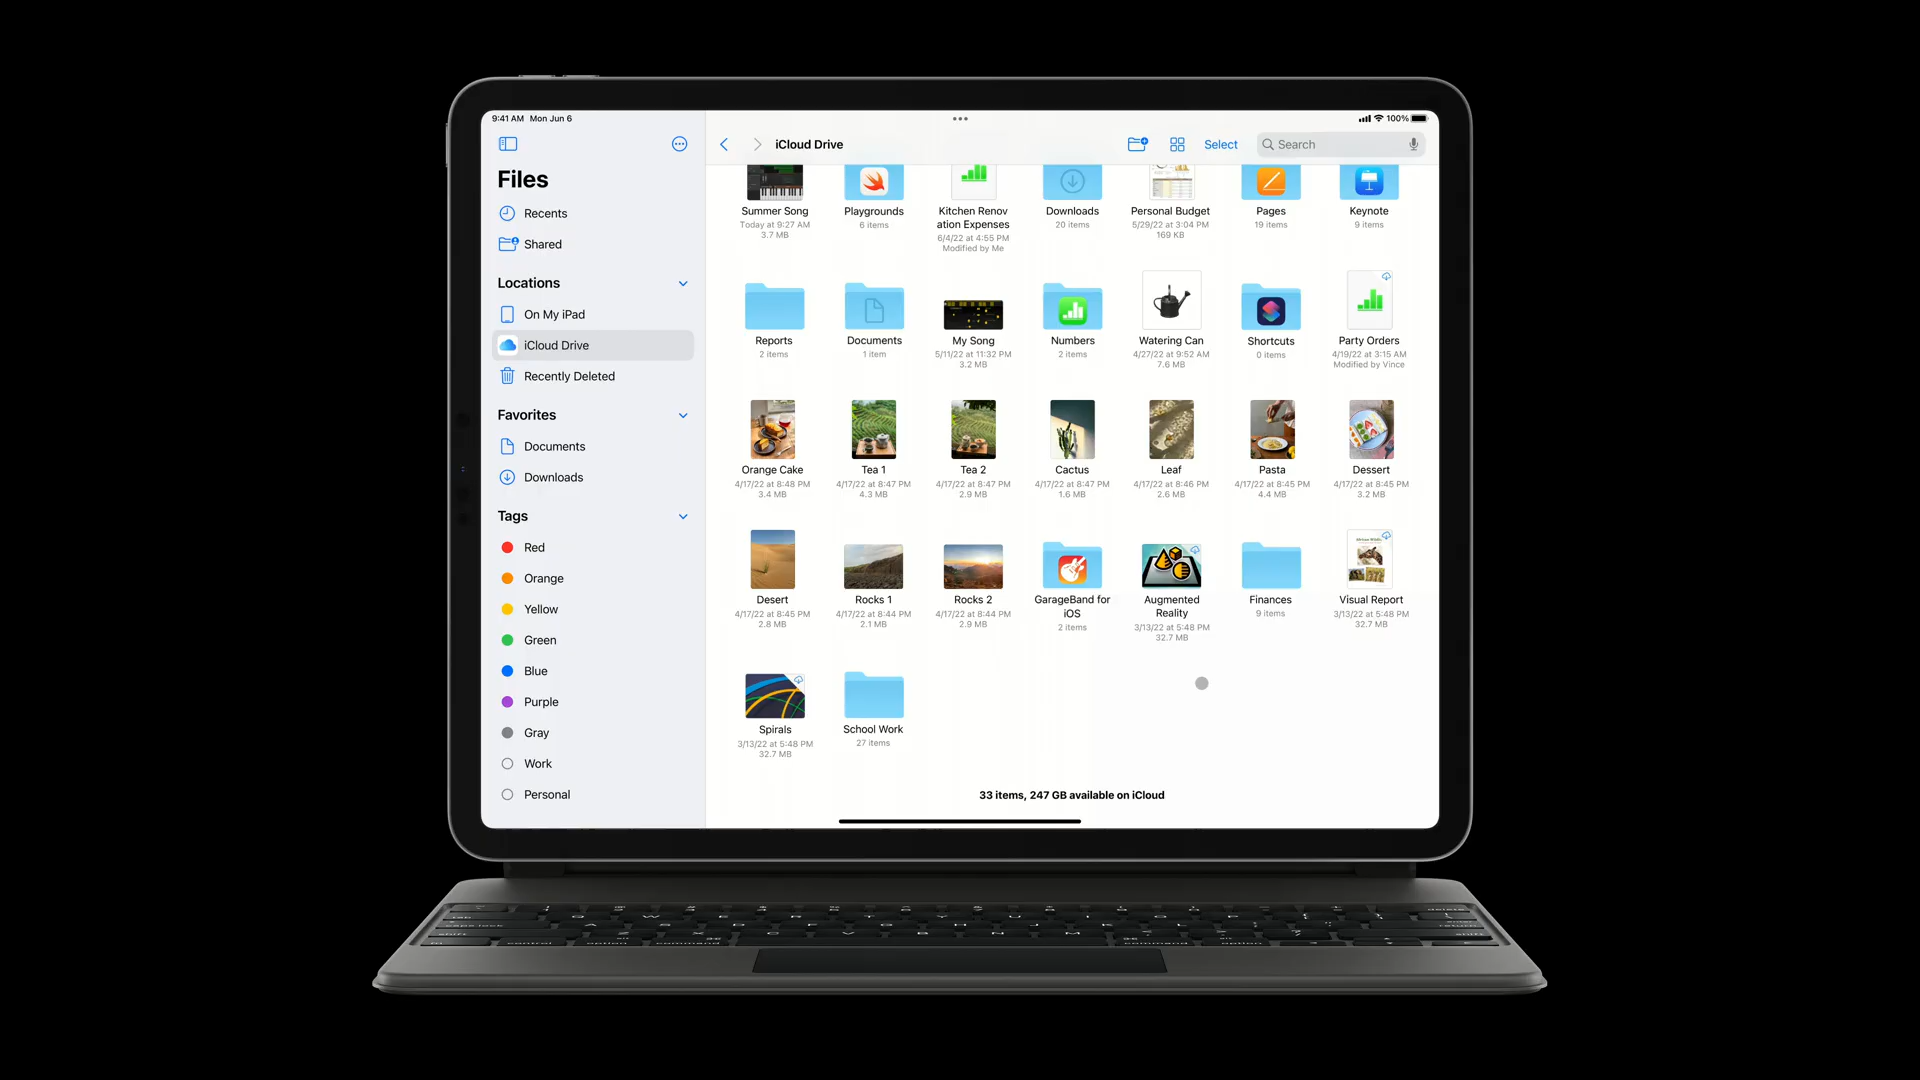 9:41 AM Mon Jun 6
100%
Files
Recents
Shared
Locations
On My iPad
iCloud Drive
Recently Deleted
Favorites
Documents
Downloads
Tags
Red
Orange
Yellow
Green
Blue
Purple
Gray
Work
Personal
iCloud Drive
Select
Search
Summer Song
Today at 9:27 AM
3.7 MB
Playgrounds
6 items
Kitchen Renov
ation Expenses
6/4/22 at 4:55 PM
Modified by Me
Downloads
20 items
Personal Budget
5/29/22 at 3:04 PM
169 KB
Pages
19 items
Keynote
9 items
Reports
2 items
Documents
1 item
My Song
5/11/22 at 11:32 PM
3.2 MB
Numbers
2 items
Watering Can
4/27/22 at 9:52 AM
7.6 MB
Shortcuts
0 items
Party Orders
4/19/22 at 3:15 AM
Modified by Vince
Orange Cake
4/17/22 at 8:48 PM
3.4 MB
Tea 1
4/17/22 at 8:47 PM
4.3 MB
Tea 2
4/17/22 at 8:47 PM
2.9 MB
Cactus
4/17/22 at 8:47 PM
1.6 MB
Leaf
4/17/22 at 8:46 PM
2.6 MB
Pasta
4/17/22 at 8:45 PM
4.4 MB
Dessert
4/17/22 at 8:45 PM
3.2 MB
Desert
4/17/22 at 8:45 PM
2.8 MB
Rocks 1
4/17/22 at 8:44 PM
2.1 MB
Rocks 2
4/17/22 at 8:44 PM
2.9 MB
GarageBand for
iOS
2 items
Augmented
Reality
3/13/22 at 5:48 PM
32.7 MB
Finances
9 items
Visual Report
3/13/22 at 5:48 PM
32.7 MB
Spirals
3/13/22 at 5:48 PM
32.7 MB
School Work
27 items
33 items, 247 GB available on iCloud
delete
tab Q W E R T Y U I O P
caps lock A S D F G H J K L return
shift Z X C V B N M shift
control option command command option